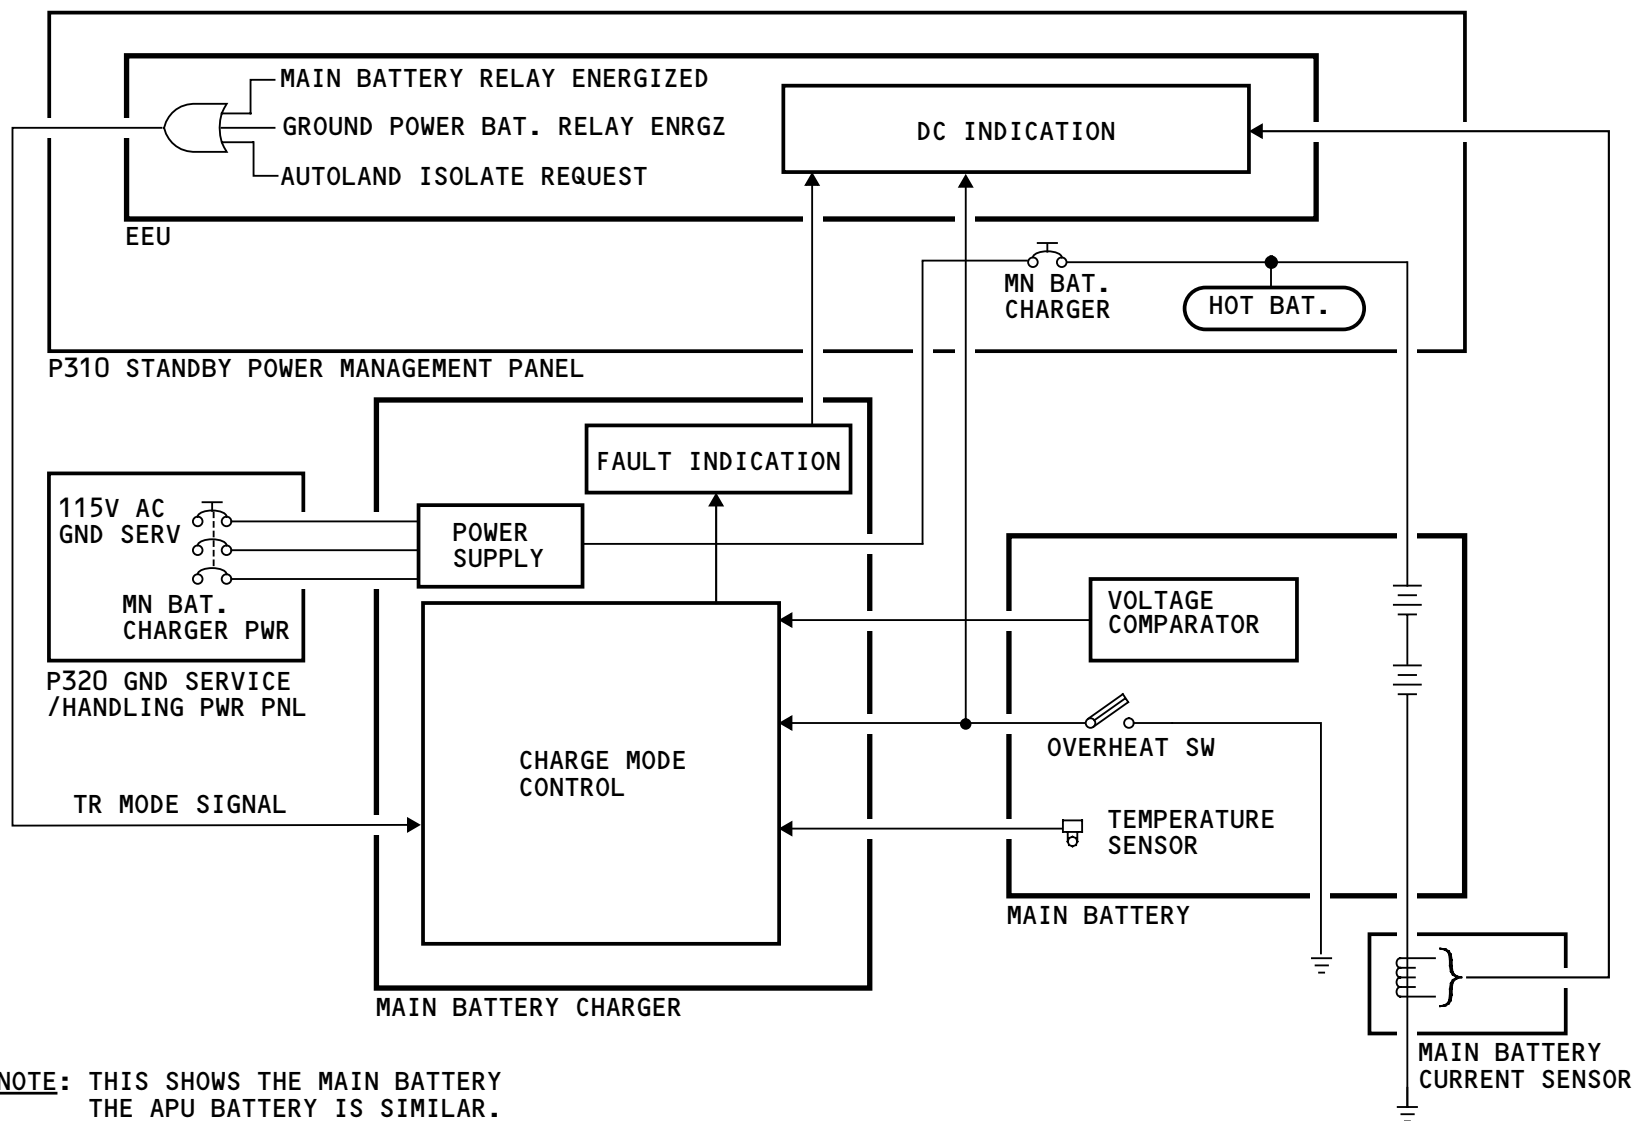 MAIN BATTERY RELAY ENERGIZED
GROUND POWER BAT. RELAY ENRGZ
AUTOLAND ISOLATE REQUEST
DC INDICATION
EEU
MN BAT.
CHARGER
HOT BAT.
P310 STANDBY POWER MANAGEMENT PANEL
FAULT INDICATION
115V AC
GND SERV
MN BAT.
CHARGER PWR
POWER
SUPPLY
P320 GND SERVICE
/HANDLING PWR PNL
VOLTAGE
COMPARATOR
OVERHEAT SW
CHARGE MODE
CONTROL
TR MODE SIGNAL
TEMPERATURE
SENSOR
MAIN BATTERY
MAIN BATTERY CHARGER
MAIN BATTERY
CURRENT SENSOR
NOTE: THIS SHOWS THE MAIN BATTERY
THE APU BATTERY IS SIMILAR.